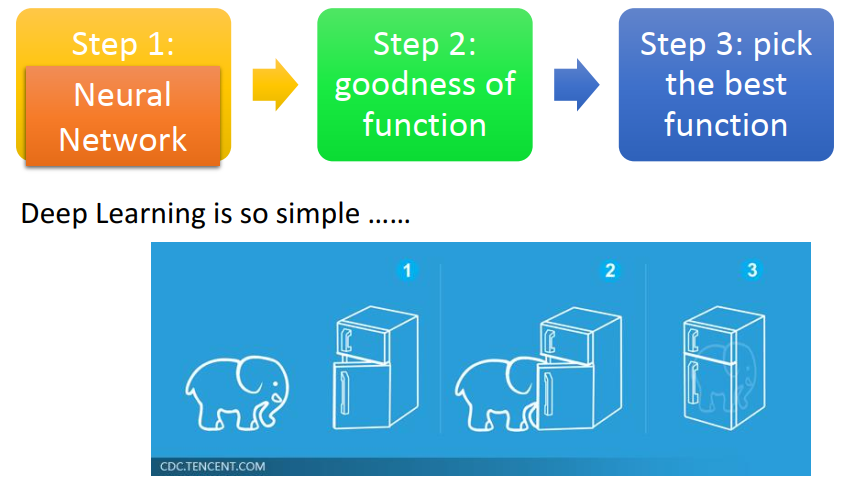 Step 1:
Neural
Network
Step 2:
goodness of
function
Step 3: pick
the best
function
Deep Learning is so simple ……
1
2
3
CDC.TENCENT.COM